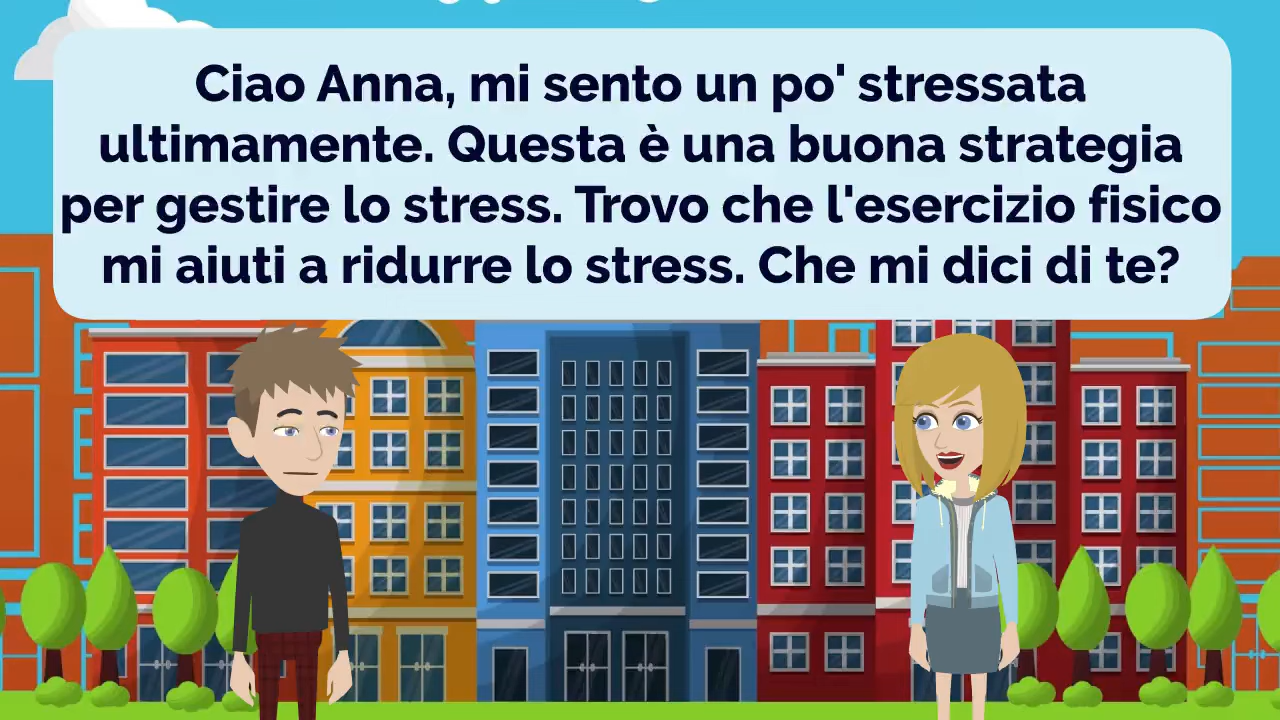 Ciao Anna, mi sento un po' stressata
ultimamente. Questa è una buona strategia
per gestire lo stress. Trovo che l'esercizio fisico
mi aiuti a ridurre lo stress. Che mi dici di te?